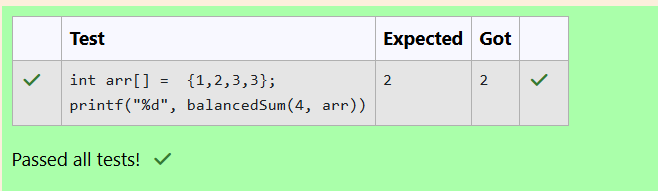 Test Expected Got
int arr[] =  {1,2,3,3}; 2 2
printf("%d", balancedSum(4, arr))
Passed all tests!